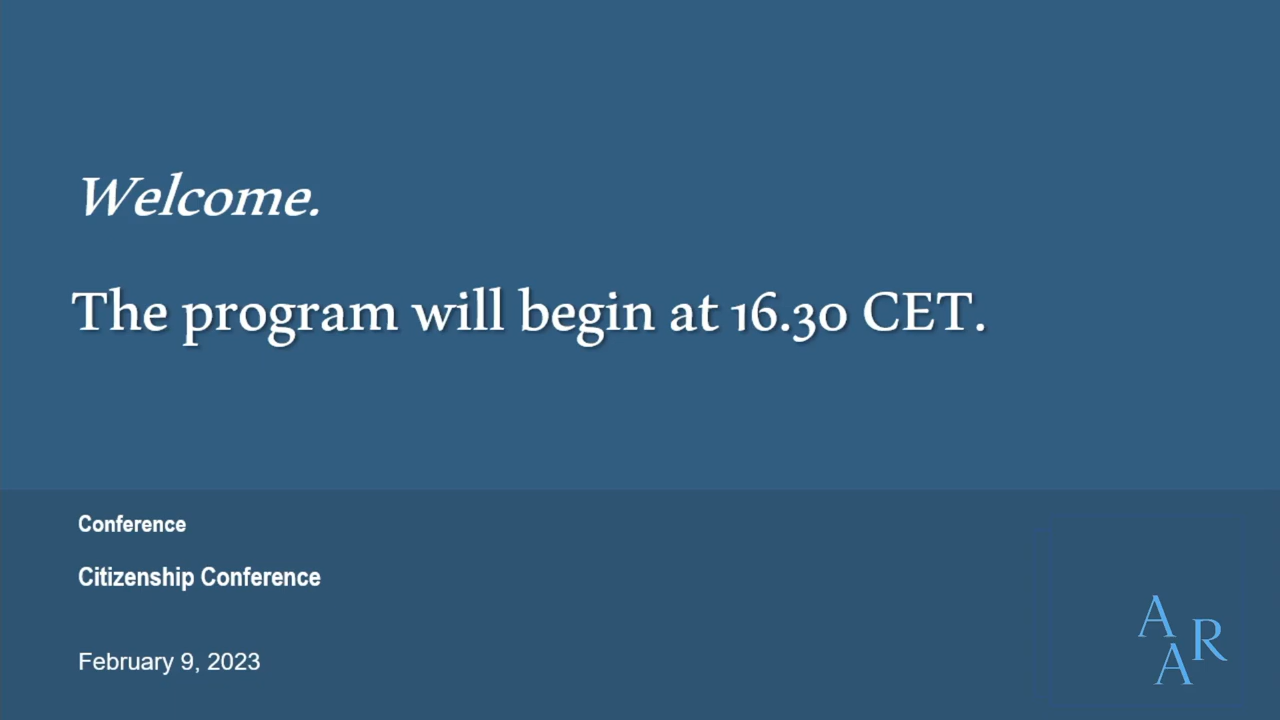 Welcome.
The program will begin at 16.30 CET.
Conference
Citizenship Conference
February 9, 2023
A
R
A